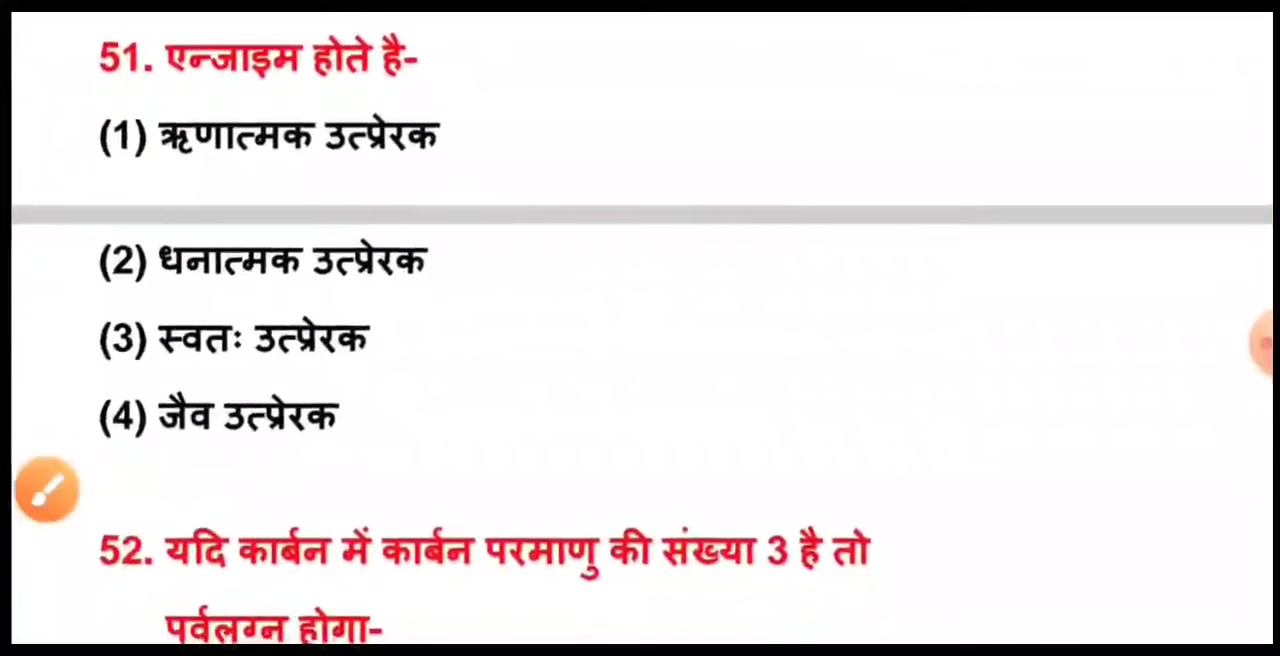 51. एन्जाइम होते है-
(1) ऋणात्मक उत्प्रेरक
(2) धनात्मक उत्प्रेरक
(3) स्वतः उत्प्रेरक
(4) जैव उत्प्रेरक
52. यदि कार्बन में कार्बन परमाणु की संख्या 3 है तो
पूर्वलग्न होगा-